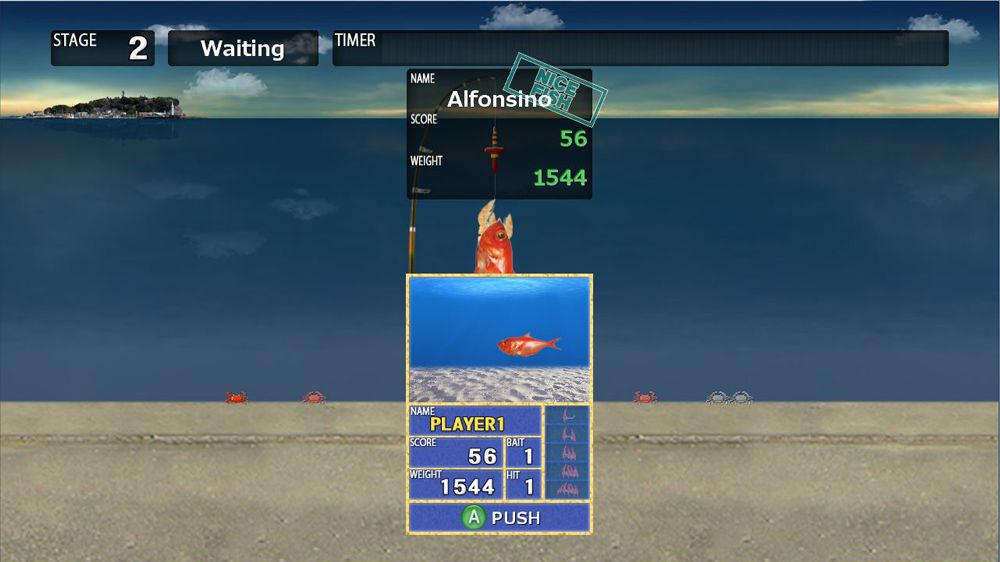 STAGE 2
Waiting
TIMER
NAME
NICE FISH
Alfonsino
SCORE
56
WEIGHT
1544
NAME
PLAYER1
SCORE
56
BAIT
1
WEIGHT
1544
HIT
1
A PUSH